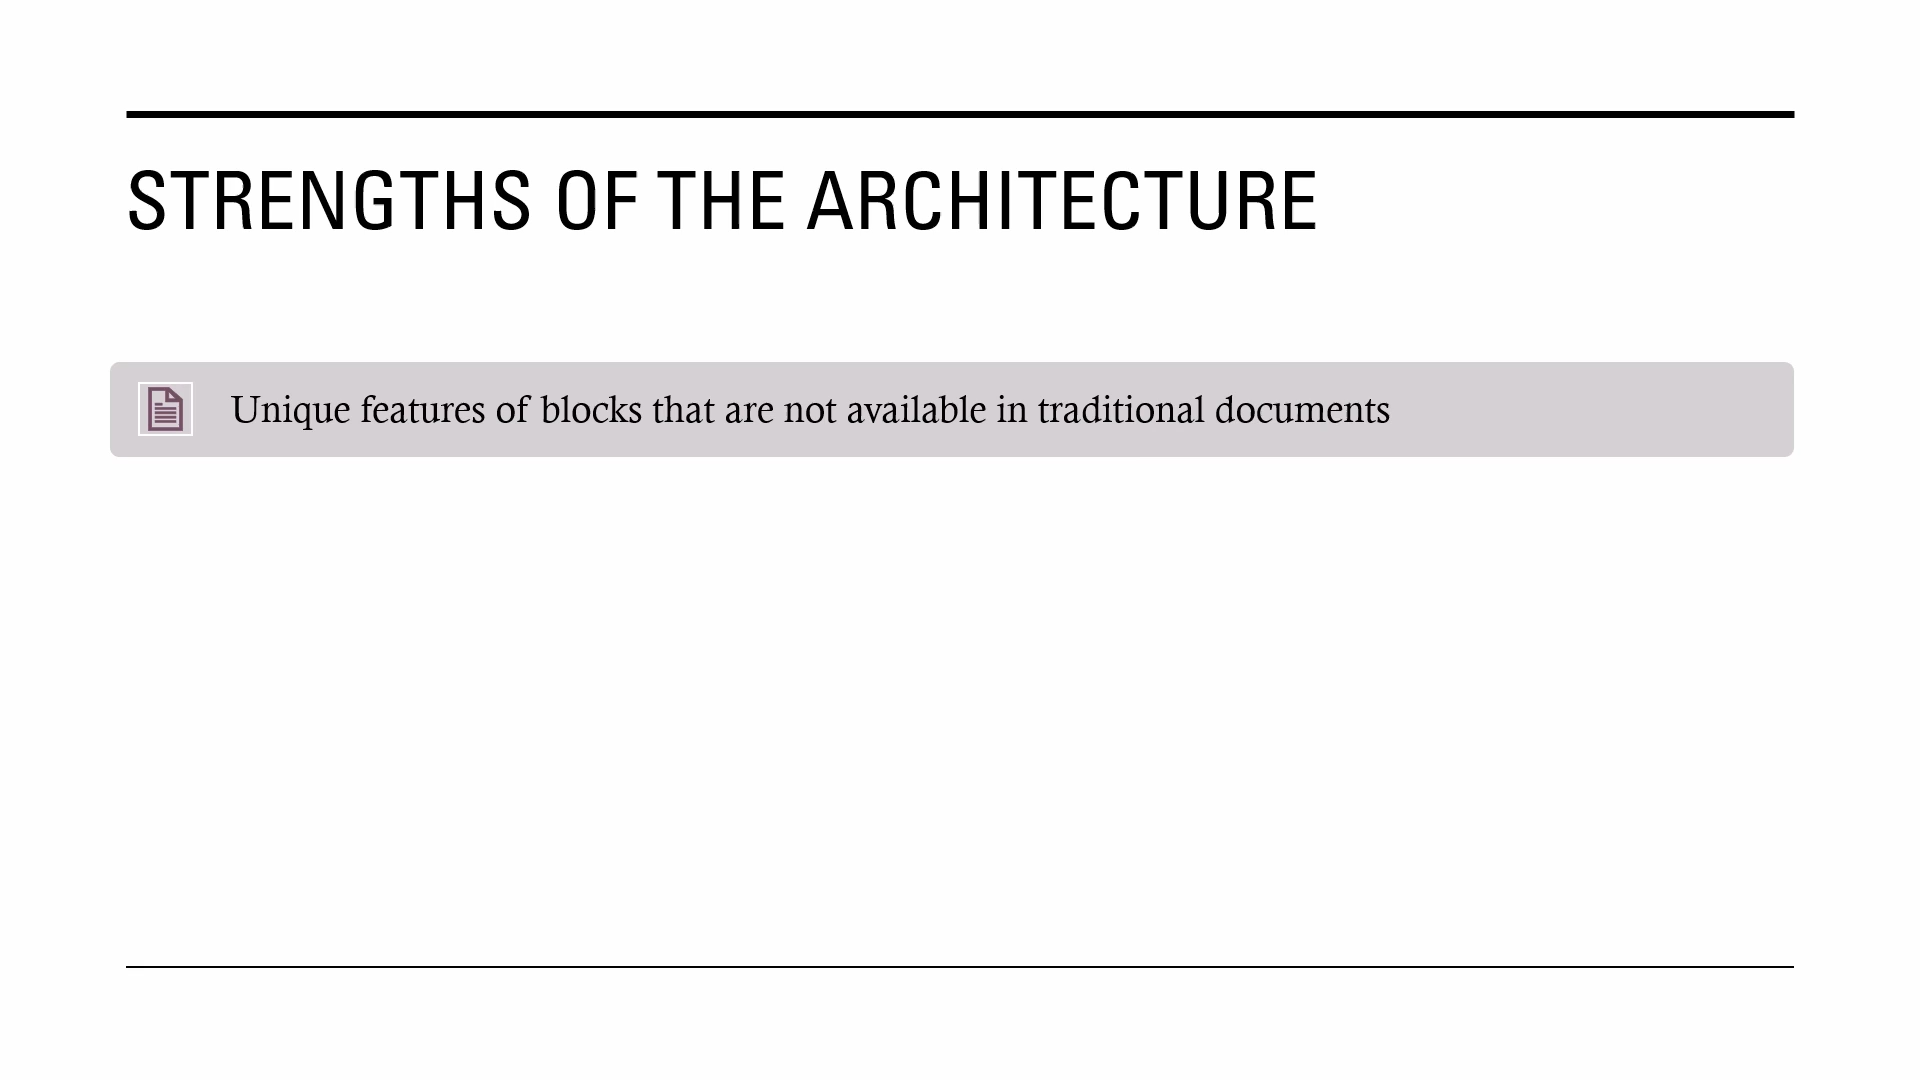 STRENGTHS OF THE ARCHITECTURE
Unique features of blocks that are not available in traditional documents